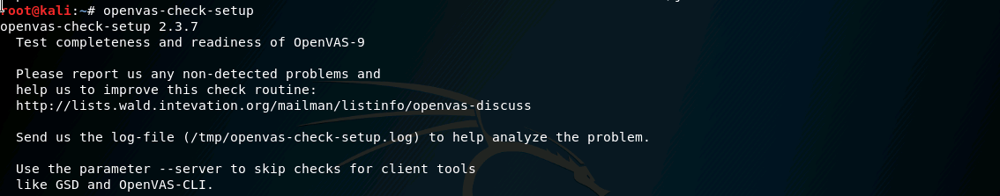 root@kali:~# openvas-check-setup
openvas-check-setup 2.3.7
Test completeness and readiness of OpenVAS-9
Please report us any non-detected problems and
help us to improve this check routine:
http://lists.wald.intevation.org/mailman/listinfo/openvas-discuss
Send us the log-file (/tmp/openvas-check-setup.log) to help analyze the problem.
Use the parameter --server to skip checks for client tools
like GSD and OpenVAS-CLI.